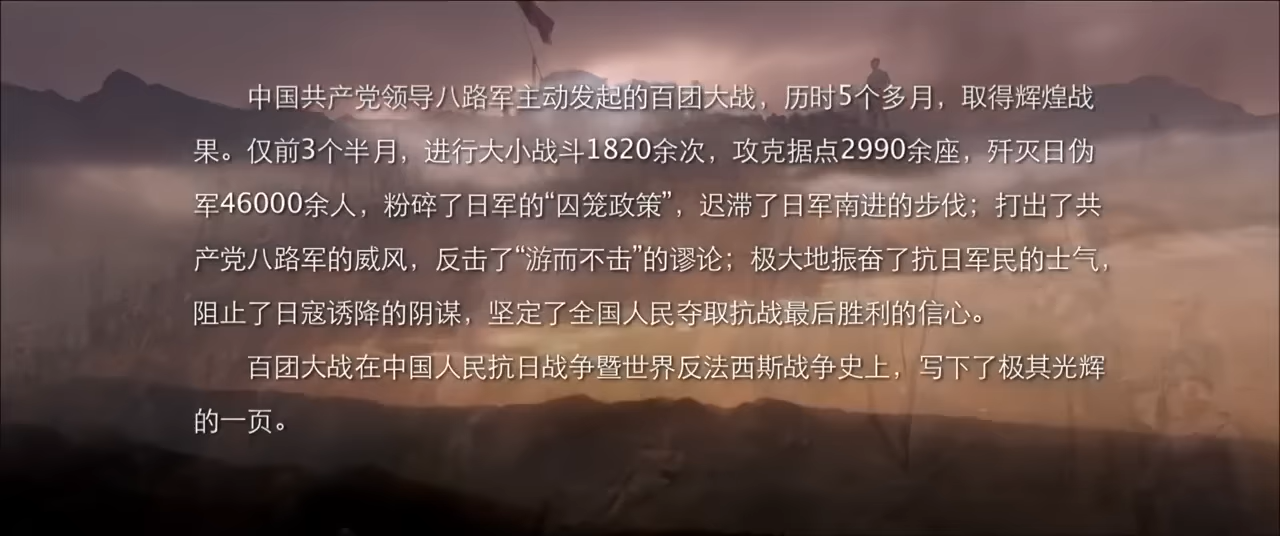 中国共产党领导八路军主动发起的百团大战，历时5个多月，取得辉煌战
果。仅前3个半月，进行大小战斗1820余次，攻克据点2990余座，歼灭日伪
军46000余人，粉碎了日军的“囚笼政策”，迟滞了日军南进的步伐；打出了共
产党八路军的威风，反击了“游而不击”的谬论；极大地振奋了抗日军民的士气，
阻止了日寇诱降的阴谋，坚定了全国人民夺取抗战最后胜利的信心。
百团大战在中国人民抗日战争暨世界反法西斯战争史上，写下了极其光辉
的一页。